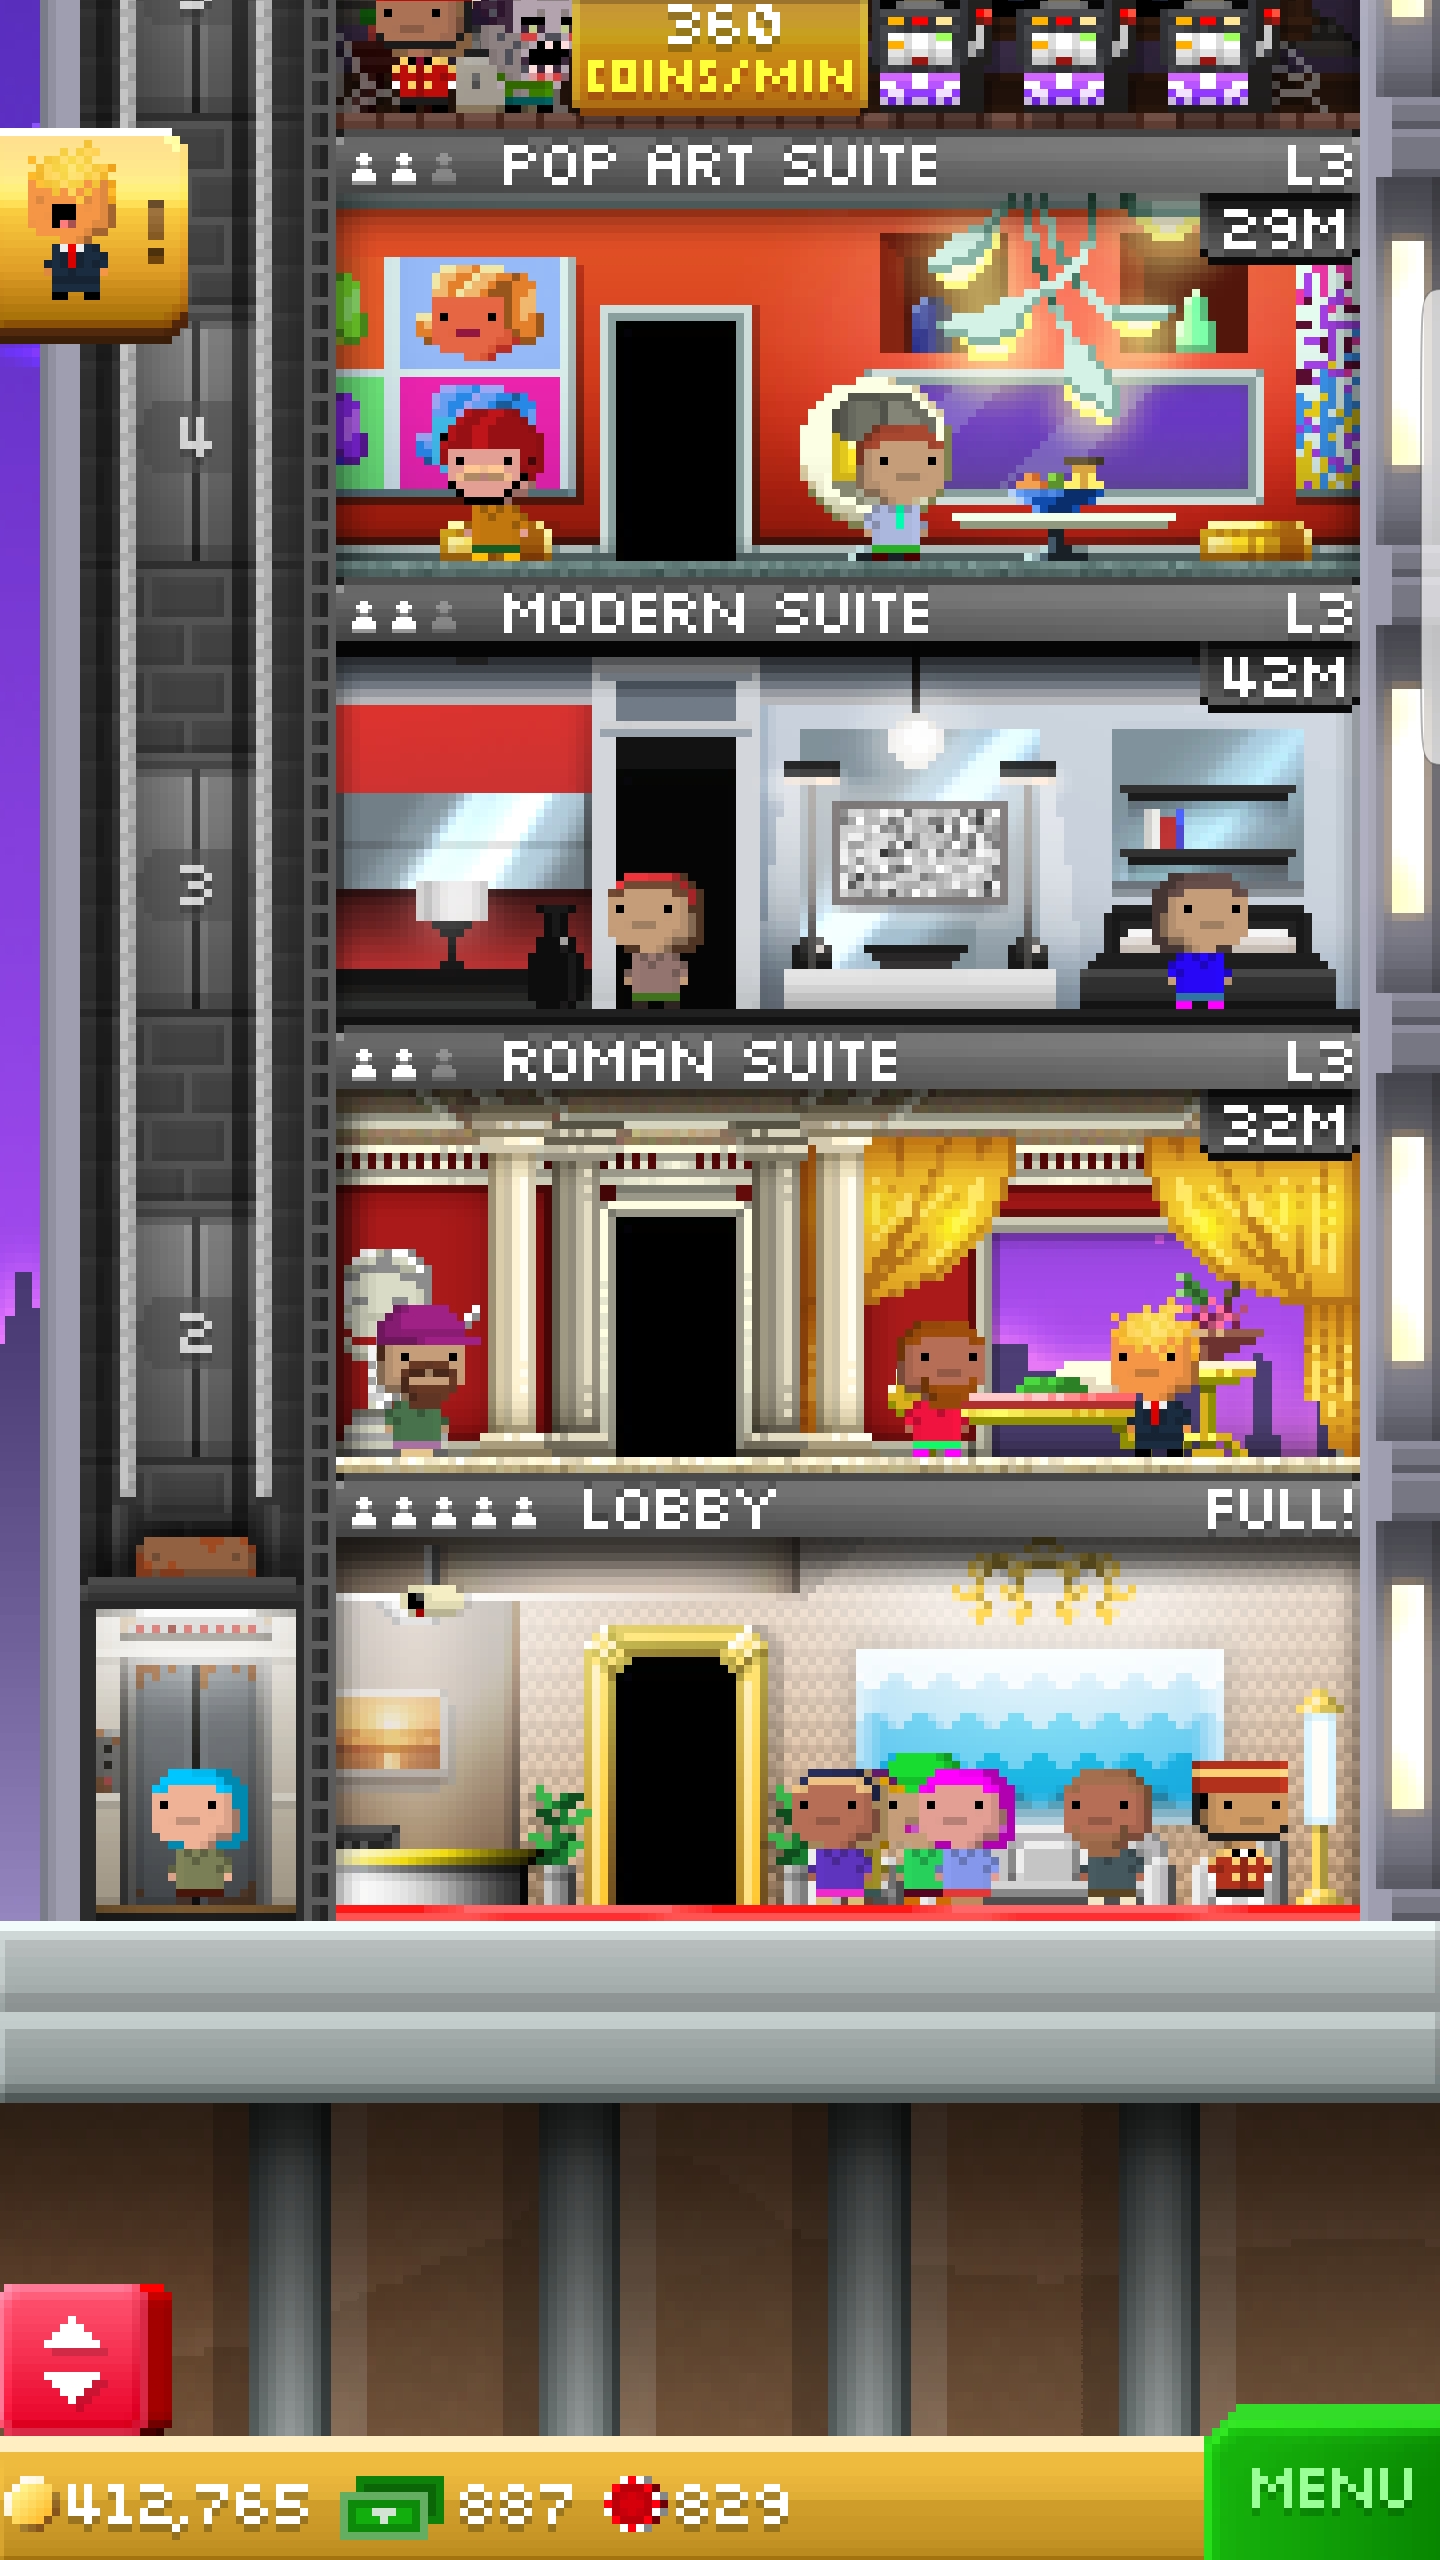 360
COINS/MIN
!
POP ART SUITE L3
29M
4
MODERN SUITE L3
42M
3
ROMAN SUITE L3
32M
2
LOBBY FULL!
412,765 887 829
MENU